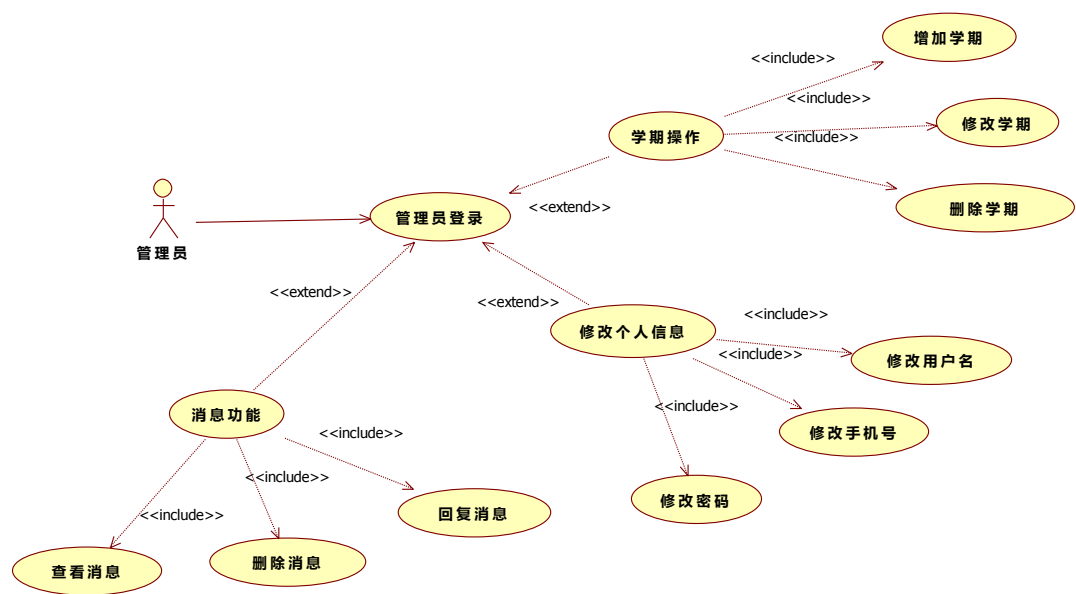 增加学期
<<include>>
<<include>>
修改学期
<<include>>
学期操作
删除学期
<<extend>>
管理员登录
管理员
<<extend>>
<<extend>>
修改个人信息
<<include>>
<<include>>
修改用户名
<<include>>
修改手机号
消息功能
<<include>>
<<include>>
<<include>>
修改密码
回复消息
查看消息
删除消息